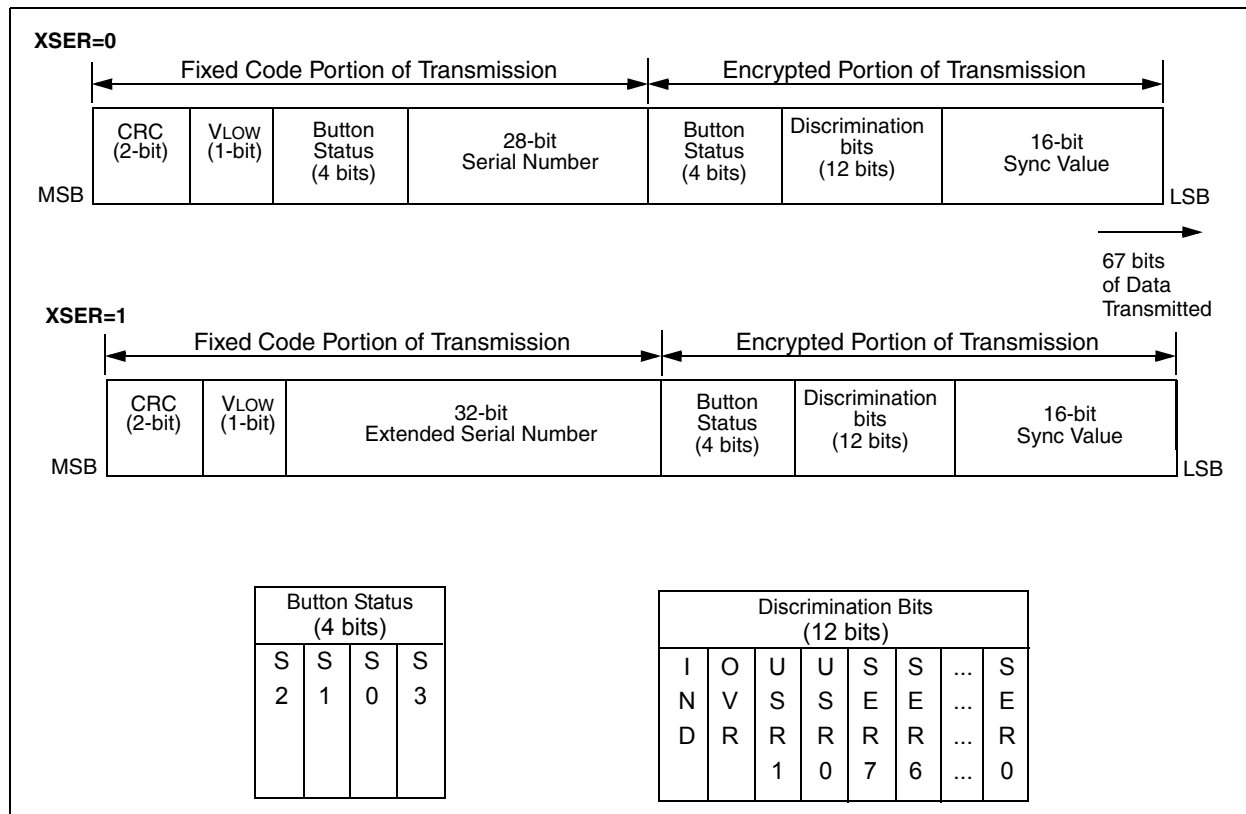 XSER=0
Fixed Code Portion of Transmission Encrypted Portion of Transmission
CRC (2-bit)
VLOW (1-bit)
Button Status (4 bits)
28-bit Serial Number
Button Status (4 bits)
Discrimination bits (12 bits)
16-bit Sync Value
MSB
LSB
67 bits
of Data
Transmitted
XSER=1
Fixed Code Portion of Transmission Encrypted Portion of Transmission
CRC (2-bit)
VLOW (1-bit)
32-bit Extended Serial Number
Button Status (4 bits)
Discrimination bits (12 bits)
16-bit Sync Value
MSB
LSB
Button Status
(4 bits)
S S S S
2 1 0 3
Discrimination Bits
(12 bits)
I O U U S S ... S
N V S S E E ... E
D R R R R R ... R
1 0 7 6 ... 0